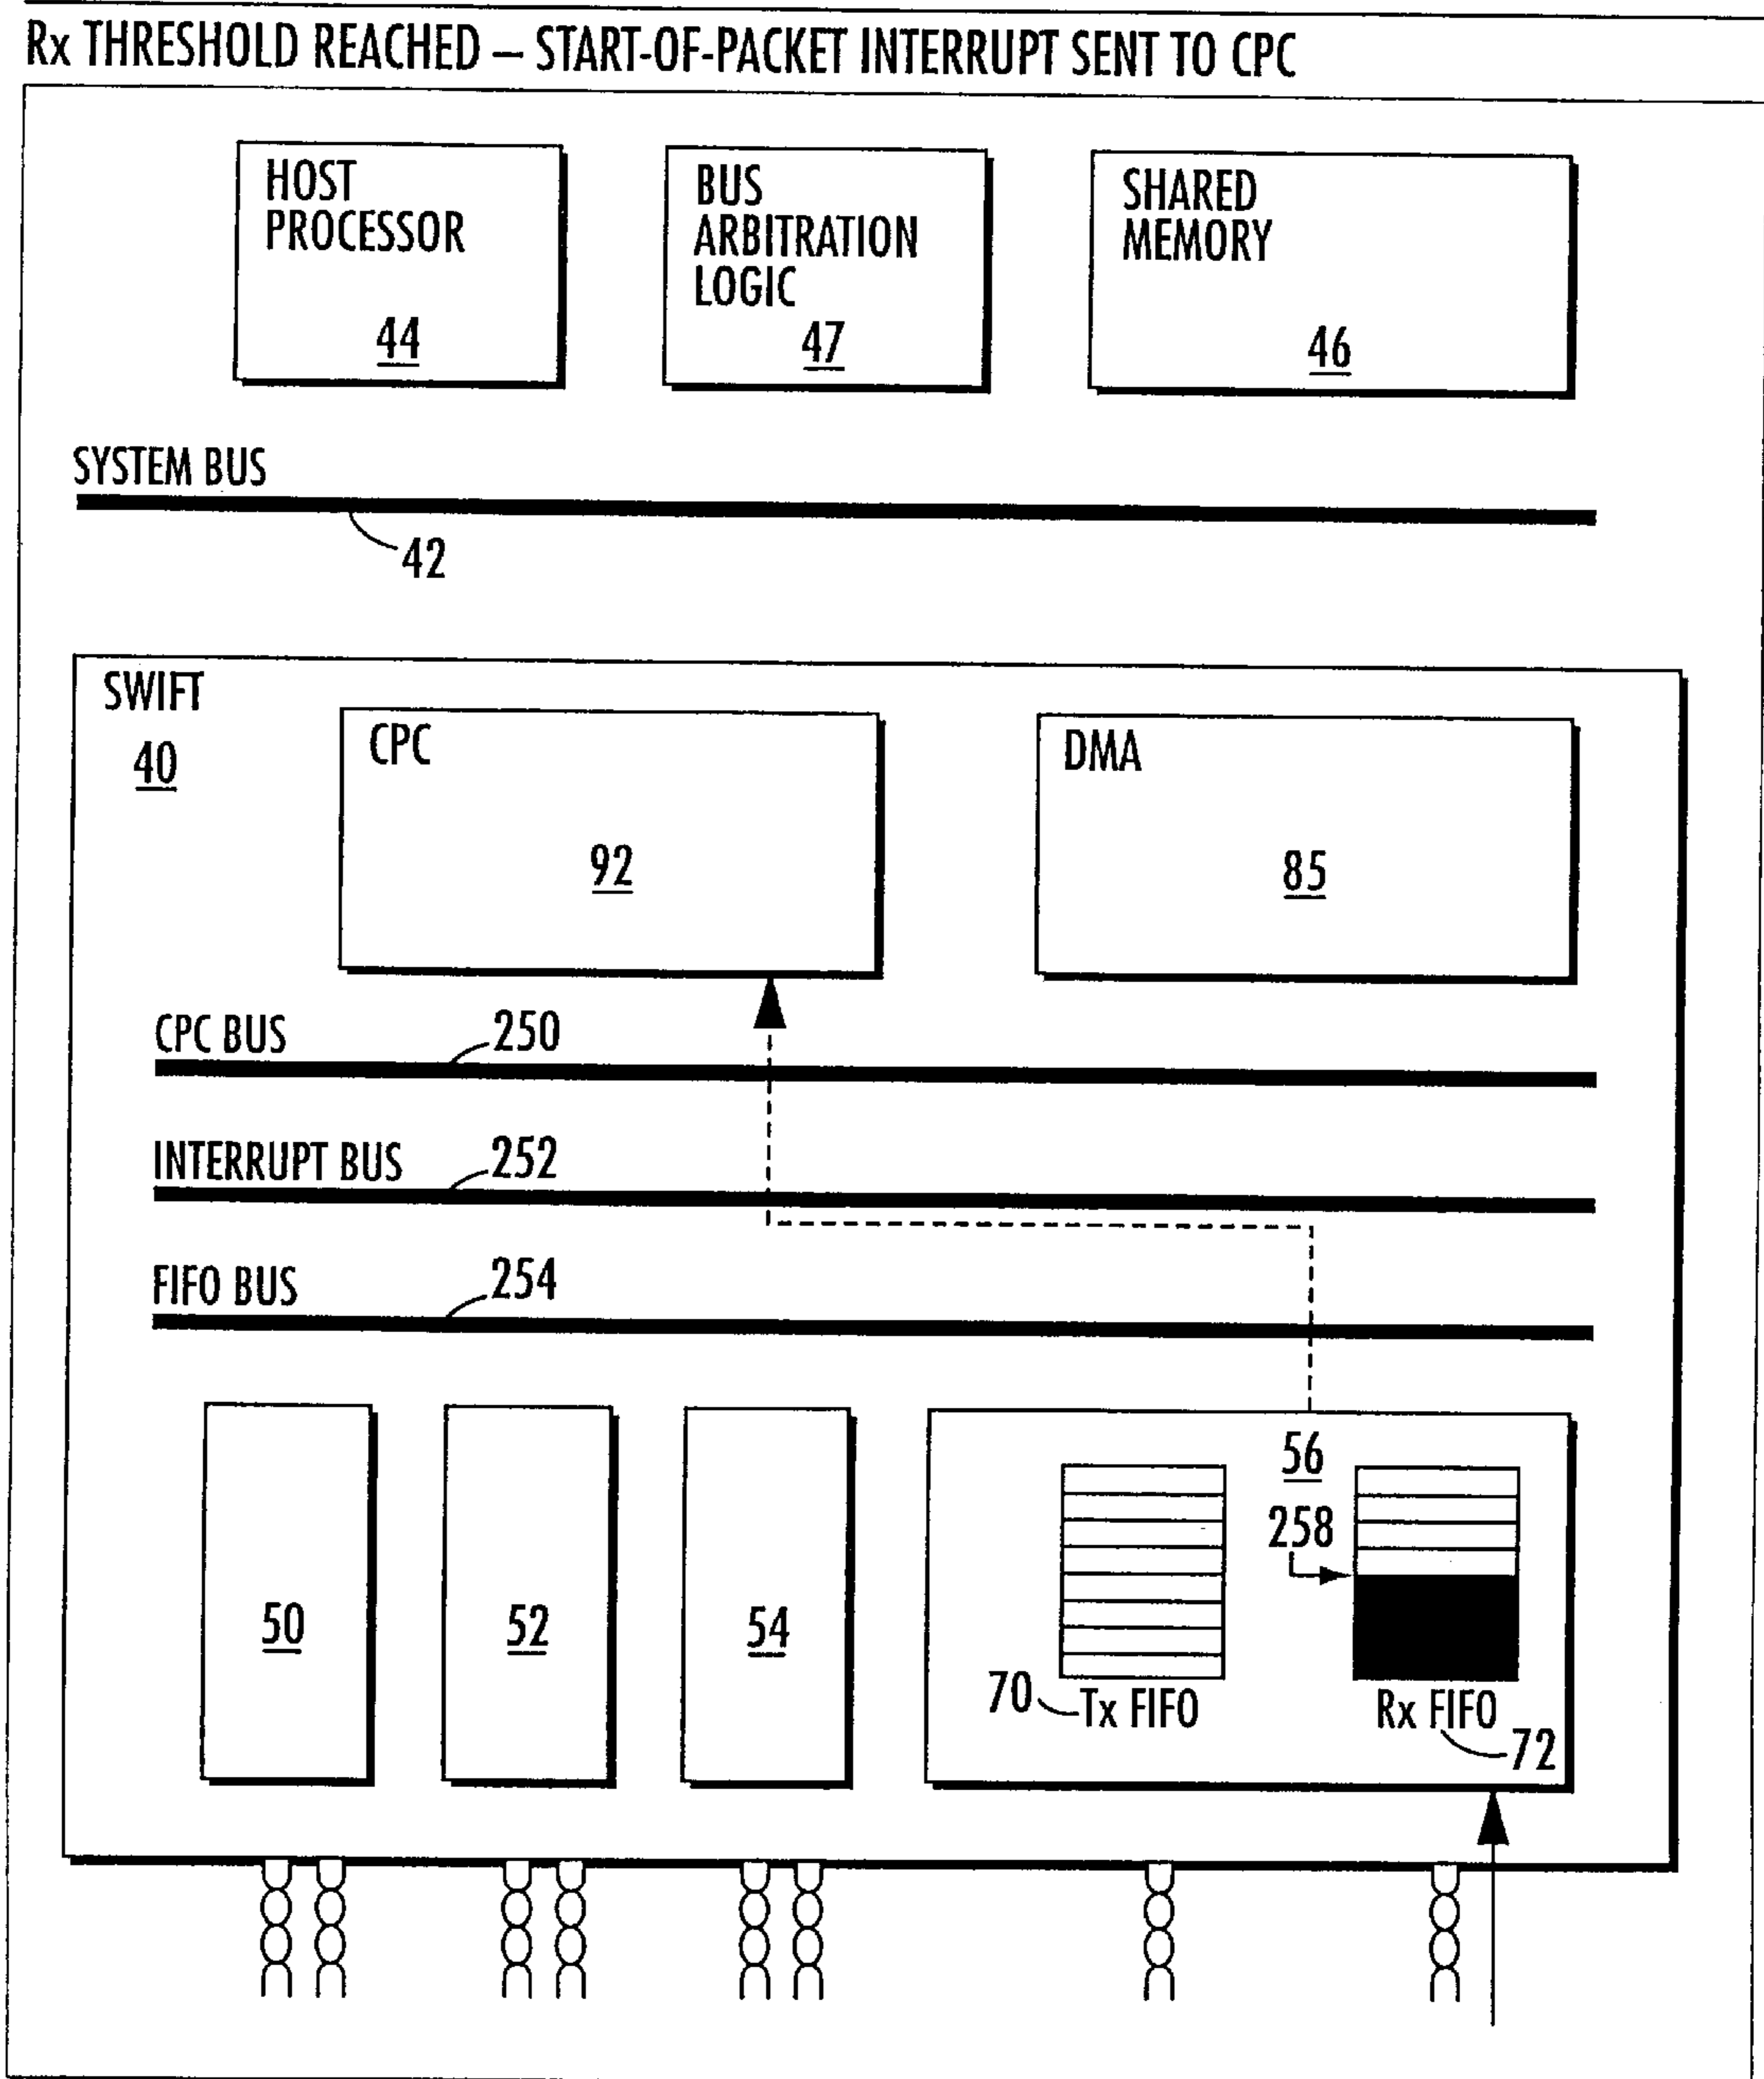 Rx THRESHOLD REACHED – START-OF-PACKET INTERRUPT SENT TO CPC
HOST
PROCESSOR
44
BUS
ARBITRATION
LOGIC
47
SHARED
MEMORY
46
SYSTEM BUS
42
SWIFT
40
CPC
92
DMA
85
CPC BUS
250
INTERRUPT BUS
252
FIFO BUS
254
50
52
54
56
258
70
Tx FIFO
Rx FIFO
72